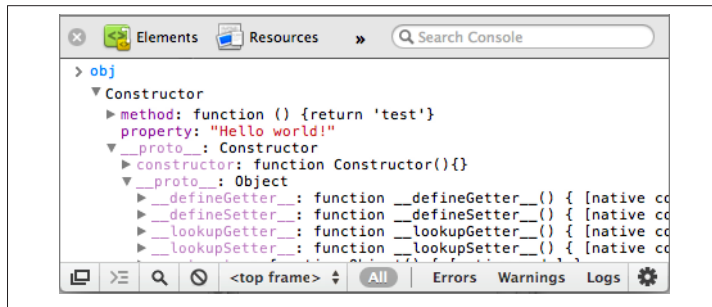 Elements Resources » Search Console
> obj
▼Constructor
▶method: function () {return 'test'}
property: "Hello world!"
▼__proto__: Constructor
▶constructor: function Constructor(){}
▼__proto__: Object
▶__defineGetter__: function __defineGetter__() { [native co
▶__defineSetter__: function __defineSetter__() { [native co
▶__lookupGetter__: function __lookupGetter__() { [native co
▶__lookupSetter__: function __lookupSetter__() { [native co
<top frame> All Errors Warnings Logs